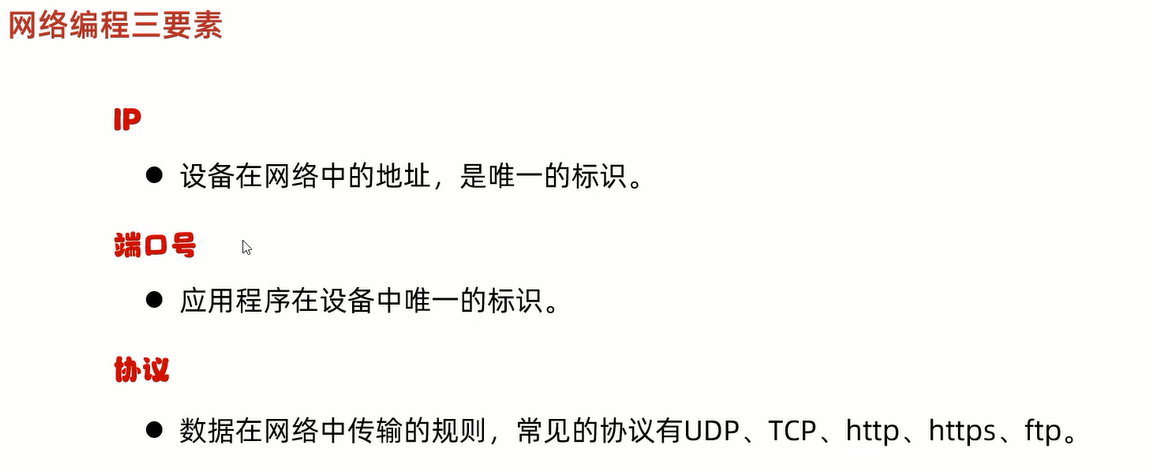 网络编程三要素
IP
● 设备在网络中的地址，是唯一的标识。
端口号
● 应用程序在设备中唯一的标识。
协议
● 数据在网络中传输的规则，常见的协议有UDP、TCP、http、https、ftp。